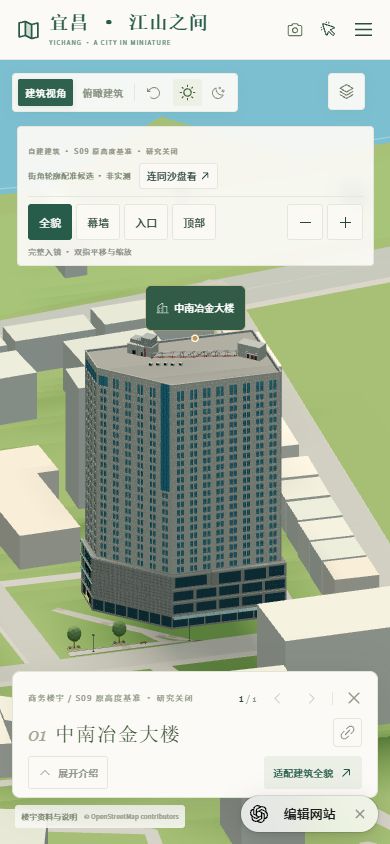 宜昌 • 江山之间
YICHANG • A CITY IN MINIATURE
建筑视角 俯瞰建筑
自建建筑 • S09 原高度基准 • 研究关闭
街角轮廓配准候选 • 非实测 连同沙盘看
全貌 幕墙 入口 顶部
完整入镜 • 双指平移与缩放
中南冶金大楼
商务楼宇 / S09 原高度基准 • 研究关闭 1 / 1
01 中南冶金大楼
展开介绍 适配建筑全貌
楼宇资料与说明 © OpenStreetMap contributors
编辑网站